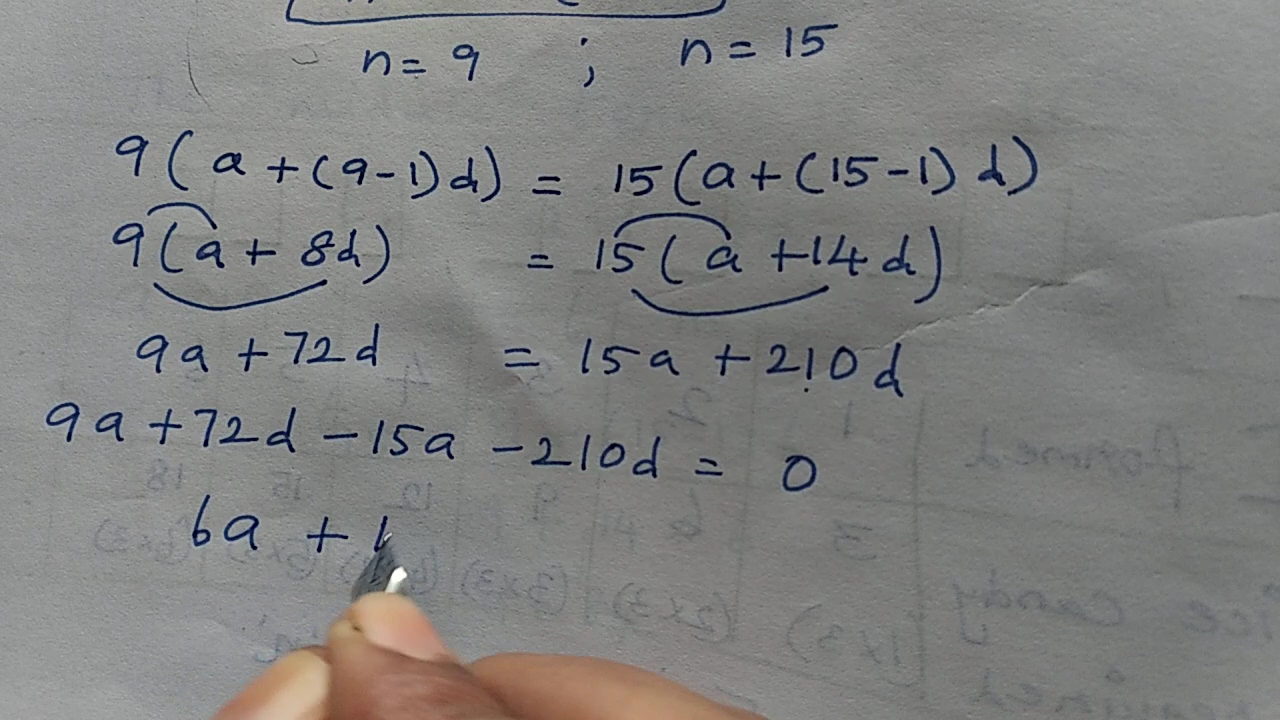 n = 9 ; n = 15
9(a + (9-1)d) = 15(a + (15-1)d)
9(a + 8d) = 15(a + 14d)
9a + 72d = 15a + 210d
9a + 72d - 15a - 210d = 0
6a + 1